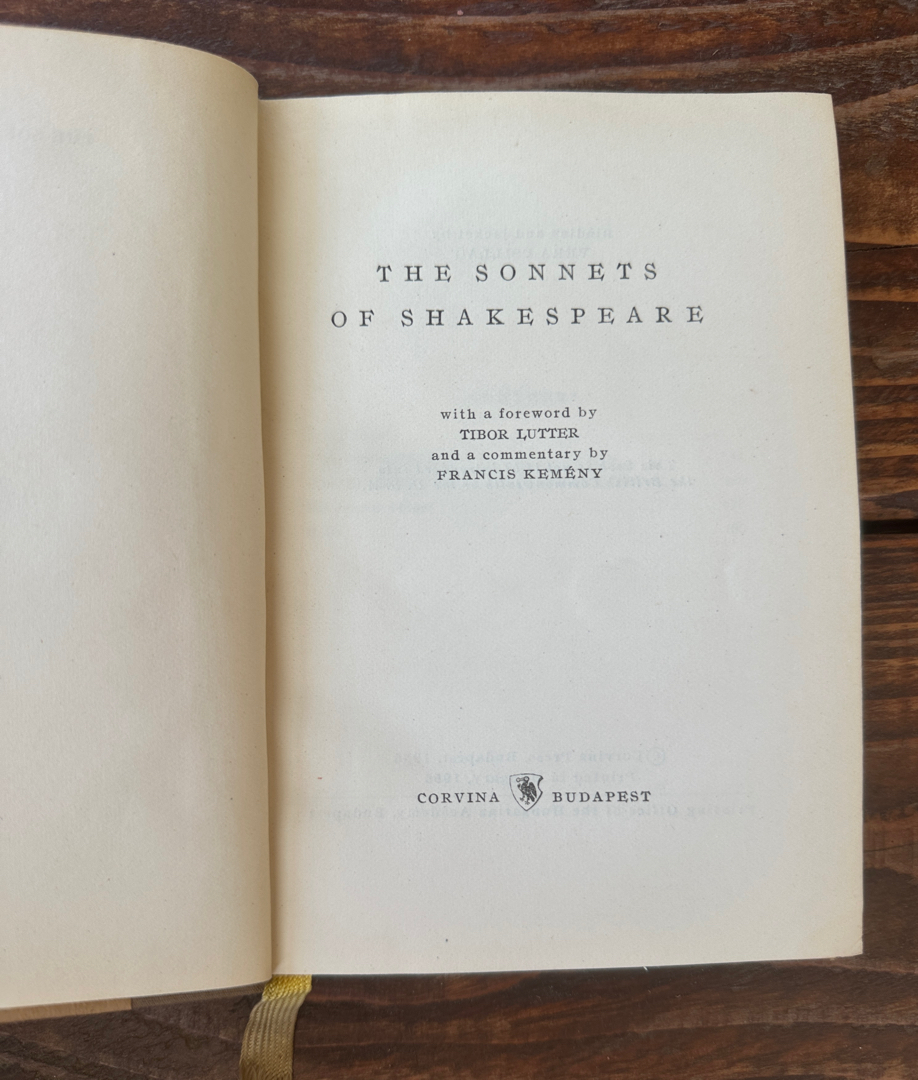 THE SONNETS
OF SHAKESPEARE
with a foreword by
TIBOR LUTTER
and a commentary by
FRANCIS KEMÉNY
CORVINA BUDAPEST